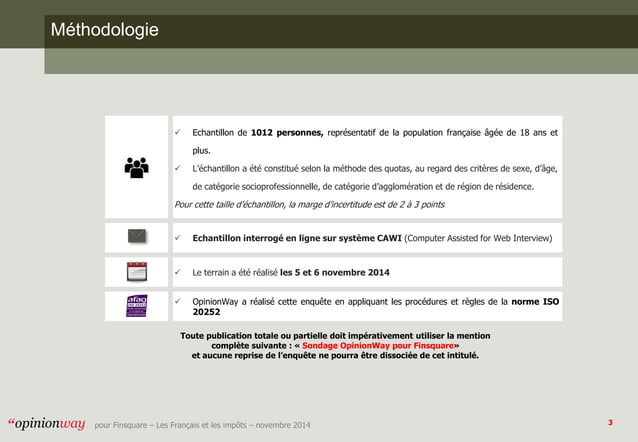 Méthodologie
✓ Echantillon de 1012 personnes, représentatif de la population française âgée de 18 ans et
plus.
✓ L'échantillon a été constitué selon la méthode des quotas, au regard des critères de sexe, d'âge,
de catégorie socioprofessionnelle, de catégorie d'agglomération et de région de résidence.
Pour cette taille d'échantillon, la marge d'incertitude est de 2 à 3 points
✓ Echantillon interrogé en ligne sur système CAWI (Computer Assisted for Web Interview)
✓ Le terrain a été réalisé les 5 et 6 novembre 2014
afaq
✓ OpinionWay a réalisé cette enquête en appliquant les procédures et règles de la norme ISO
20252
Toute publication totale ou partielle doit impérativement utiliser la mention
complète suivante : « Sondage OpinionWay pour Finsquare»
et aucune reprise de l'enquête ne pourra être dissociée de cet intitulé.
“opinionway pour Finsquare – Les Français et les impôts – novembre 2014
3